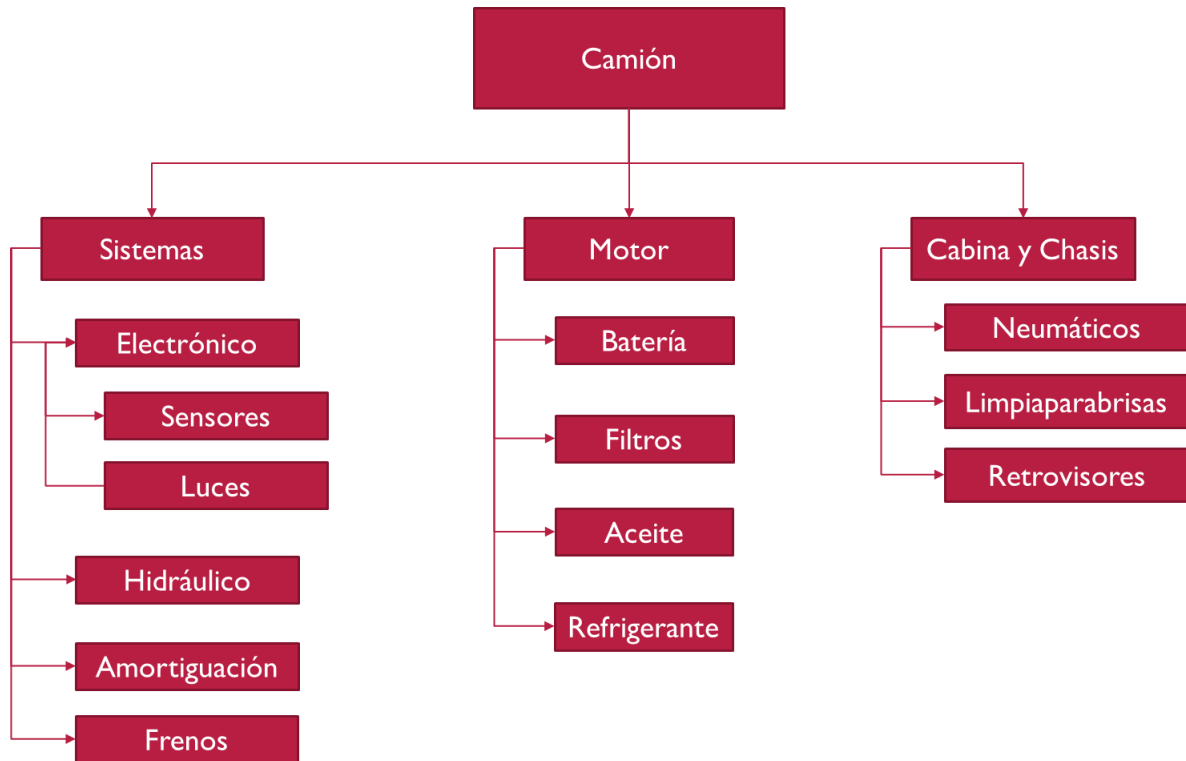 Camión
Sistemas
Electrónico
Sensores
Luces
Hidráulico
Amortiguación
Frenos
Motor
Batería
Filtros
Aceite
Refrigerante
Cabina y Chasis
Neumáticos
Limpiaparabrisas
Retrovisores